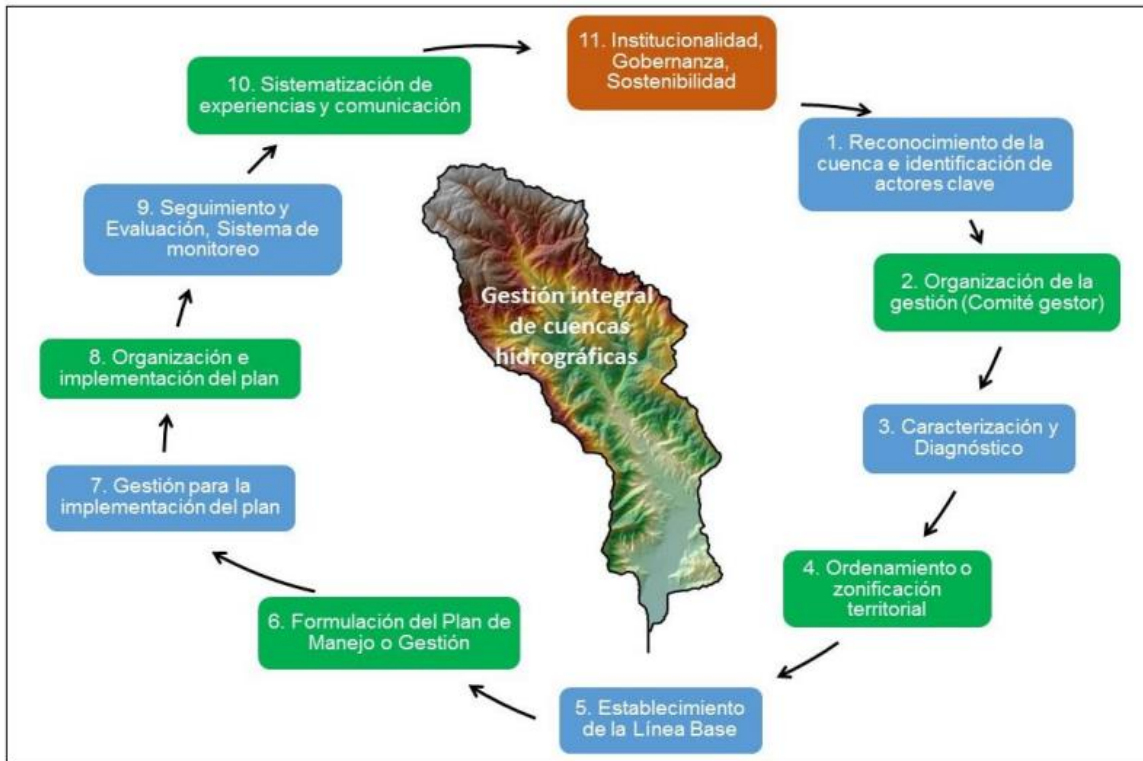 11. Institucionalidad,
Gobernanza,
Sostenibilidad
1. Reconocimiento de la
cuenca e identificación de
actores clave
2. Organización de la
gestión (Comité gestor)
3. Caracterización y
Diagnóstico
4. Ordenamiento o
zonificación
territorial
5. Establecimiento
de la Línea Base
6. Formulación del Plan de
Manejo o Gestión
7. Gestión para la
implementación del plan
8. Organización e
implementación del plan
9. Seguimiento y
Evaluación, Sistema de
monitoreo
10. Sistematización de
experiencias y comunicación
Gestión integral
de cuencas
hidrográficas